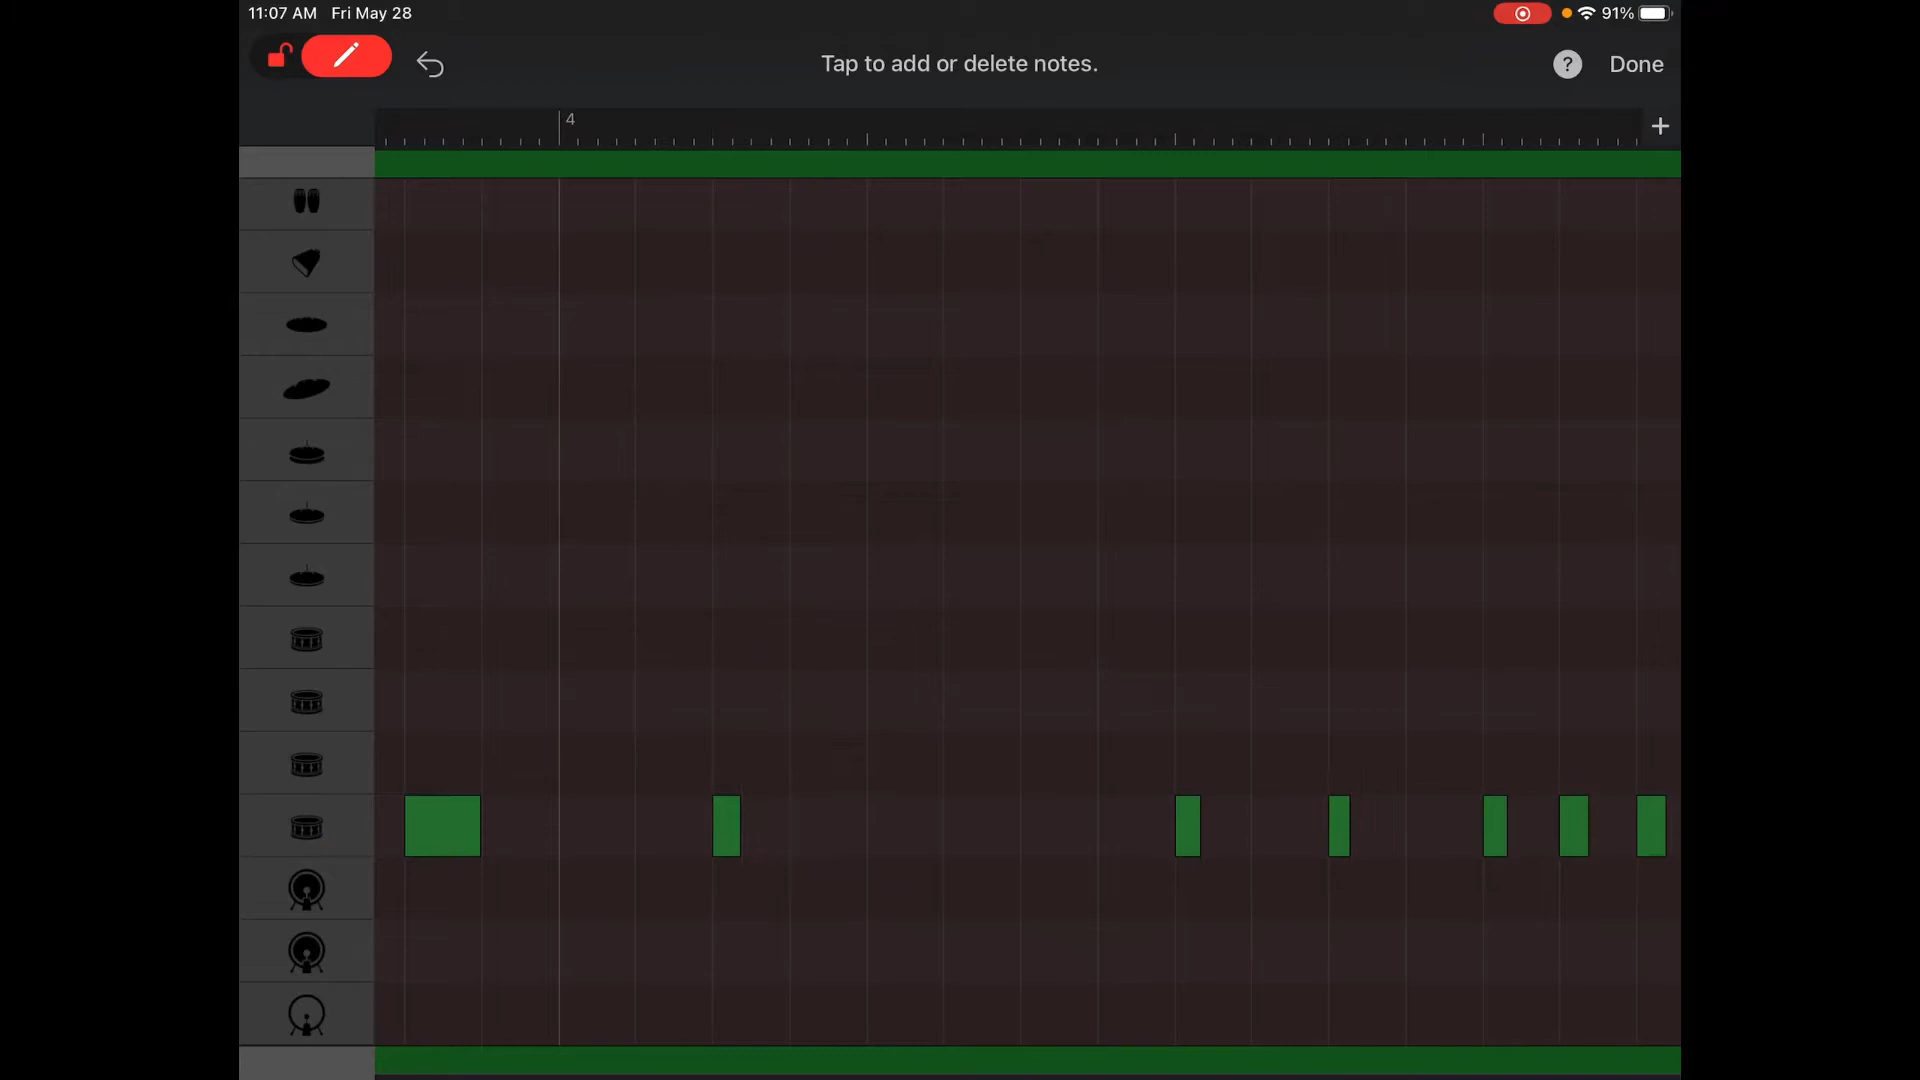 11:07 AM Fri May 28
91%
Tap to add or delete notes.
?
Done
4
+